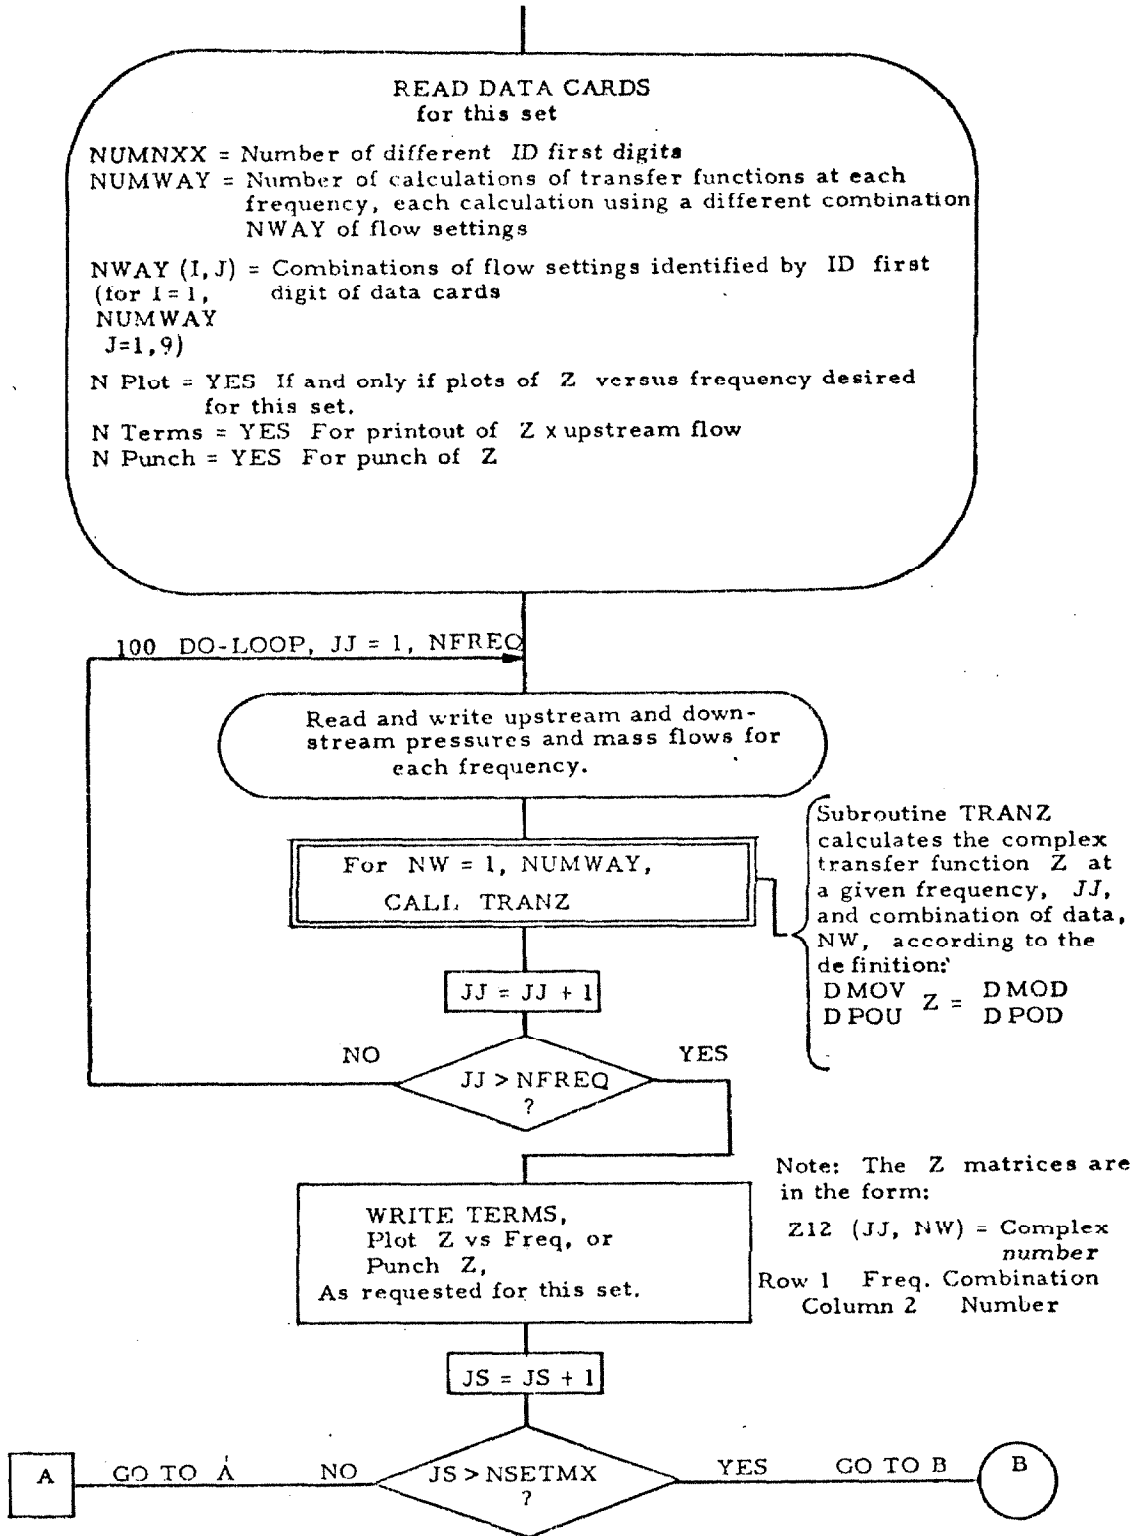 READ DATA CARDS
for this set
NUMNXX = Number of different ID first digits
NUMWAY = Number of calculations of transfer functions at each
frequency, each calculation using a different combination
NWAY of flow settings
NWAY (I, J) = Combinations of flow settings identified by ID first
(for I = 1, digit of data cards
NUMWAY
J=1,9)
N Plot = YES If and only if plots of Z versus frequency desired
for this set.
N Terms = YES For printout of Z x upstream flow
N Punch = YES For punch of Z
100 DO-LOOP, JJ = 1, NFREQ
Read and write upstream and down-
stream pressures and mass flows for
each frequency.
For NW = 1, NUMWAY,
CALL TRANZ
Subroutine TRANZ
calculates the complex
transfer function Z at
a given frequency, JJ,
and combination of data,
NW, according to the
definition:
DMOV Z = DMOD
DPOU DPOD
JJ = JJ + 1
NO
YES
JJ > NFREQ
?
WRITE TERMS,
Plot Z vs Freq, or
Punch Z,
As requested for this set.
Note: The Z matrices are
in the form:
Z12 (JJ, NW) = Complex
number
Row 1 Freq. Combination
Column 2 Number
JS = JS + 1
A
GO TO A
NO
JS > NSETMX
?
YES
GO TO B
B